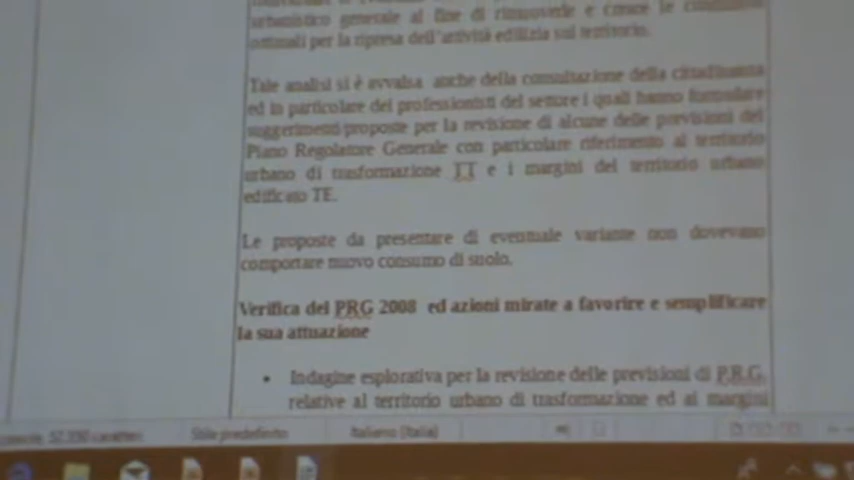 urbanistico generale al fine di rimuoverle e creare le condizioni
ottimali per la ripresa dell'attività edilizia sul territorio.
Tale analisi si è avvalsa anche della consultazione della cittadinanza
ed in particolare dei professionisti del settore i quali hanno formulare
suggerimenti/proposte per la revisione di alcune delle previsioni del
Piano Regolatore Generale con particolare riferimento al territorio
urbano di trasformazione TT e i margini del territorio urbano
edificato TE.
Le proposte da presentare di eventuale variante non dovevano
comportare nuovo consumo di suolo.
Verifica del PRG 2008 ed azioni mirate a favorire e semplificare
la sua attuazione
• Indagine esplorativa per la revisione delle previsioni di P.R.G.
relative al territorio urbano di trasformazione ed ai margini
caratteri Stile predefinito Italiano (Italia)